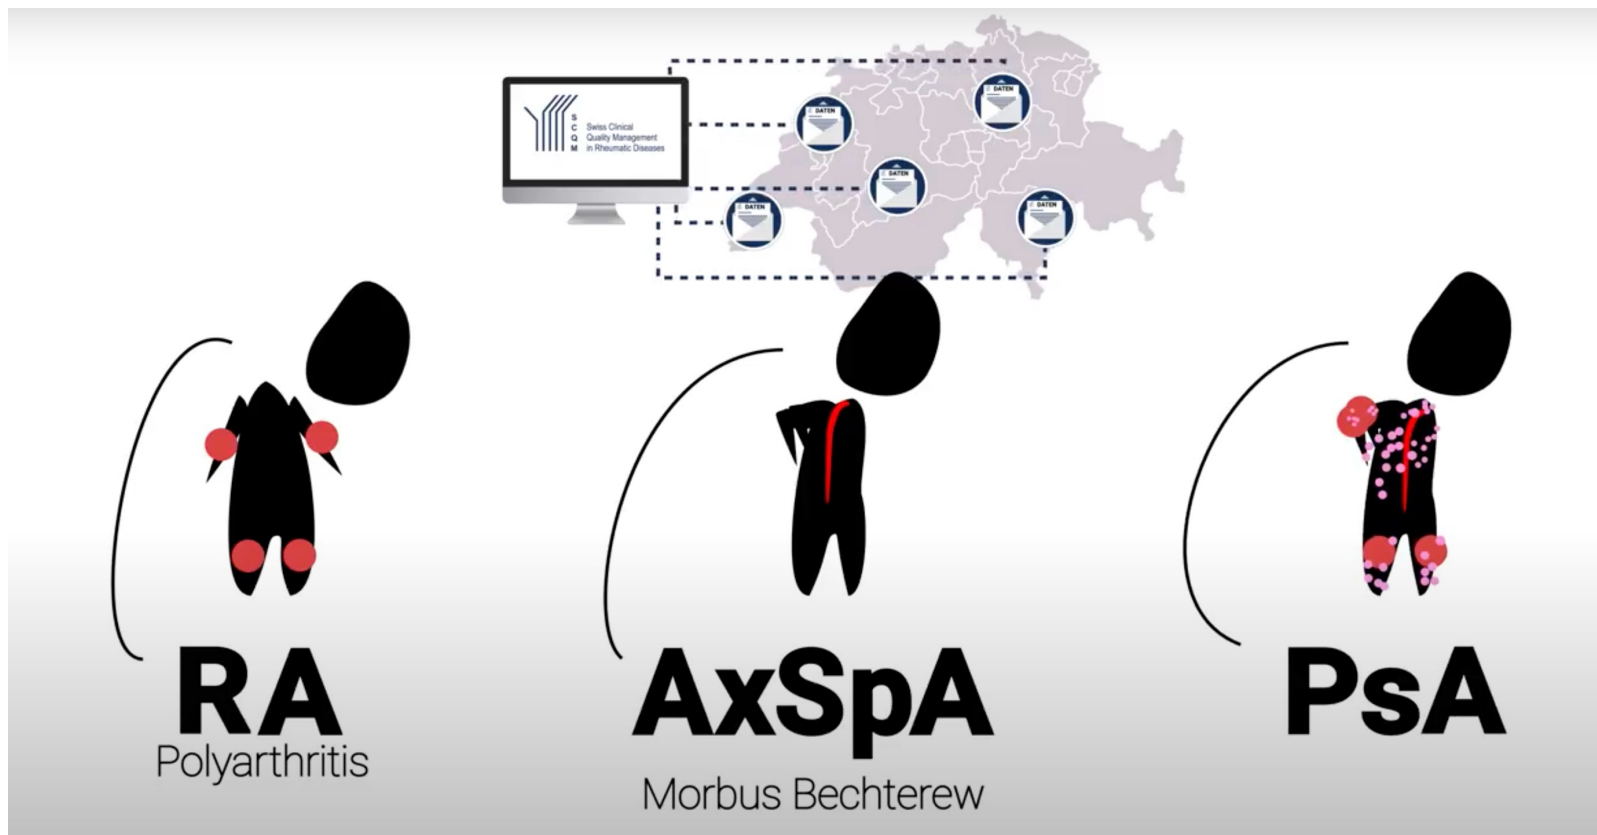 S
C
Q
M
Swiss Clinical
Quality Management
in Rheumatic Diseases
DATEN
DATEN
DATEN
DATEN
DATEN
RA
Polyarthritis
AxSpA
Morbus Bechterew
PsA